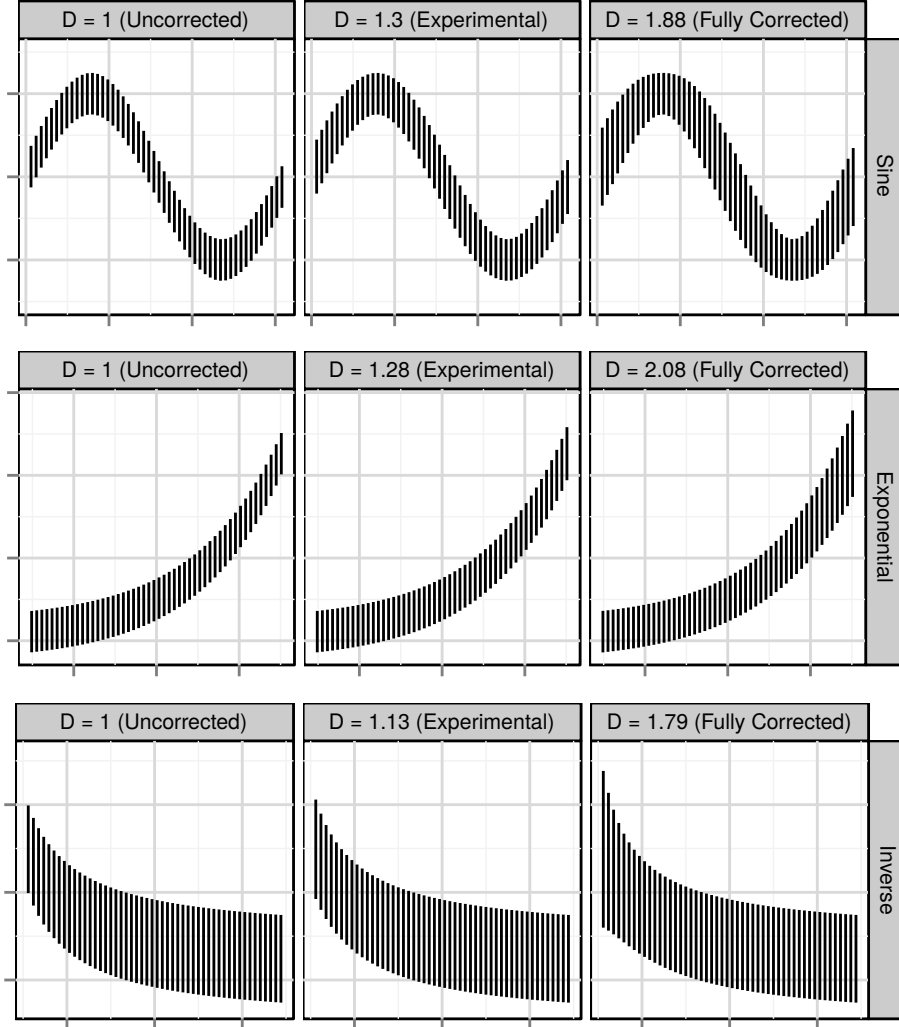 D = 1 (Uncorrected)
D = 1.3 (Experimental)
D = 1.88 (Fully Corrected)
Sine
D = 1 (Uncorrected)
D = 1.28 (Experimental)
D = 2.08 (Fully Corrected)
Exponential
D = 1 (Uncorrected)
D = 1.13 (Experimental)
D = 1.79 (Fully Corrected)
Inverse